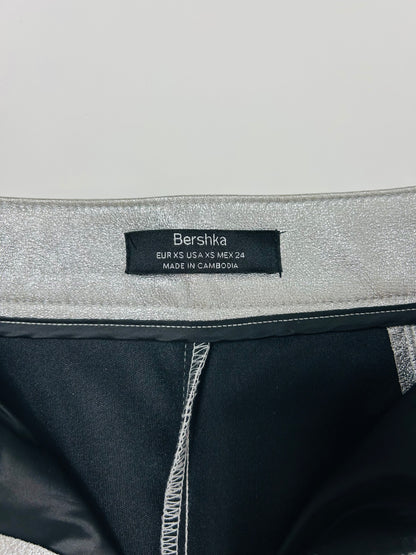 Bershka
EUR XS USA XS MEX 24
MADE IN CAMBODIA